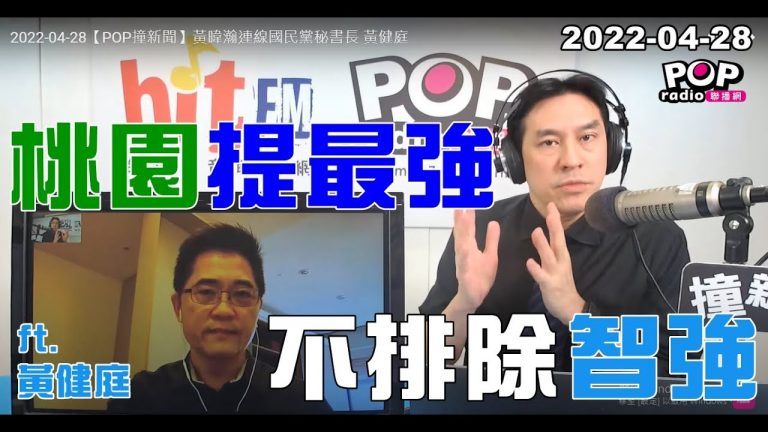 2022-04-28【POP撞新聞】黃暐瀚連線國民黨秘書長 黃健庭
2022-04-28
POP
radio 聯播網
hit FM
POP
桃園提最強
撞新
ft.
黃健庭
不排除智強